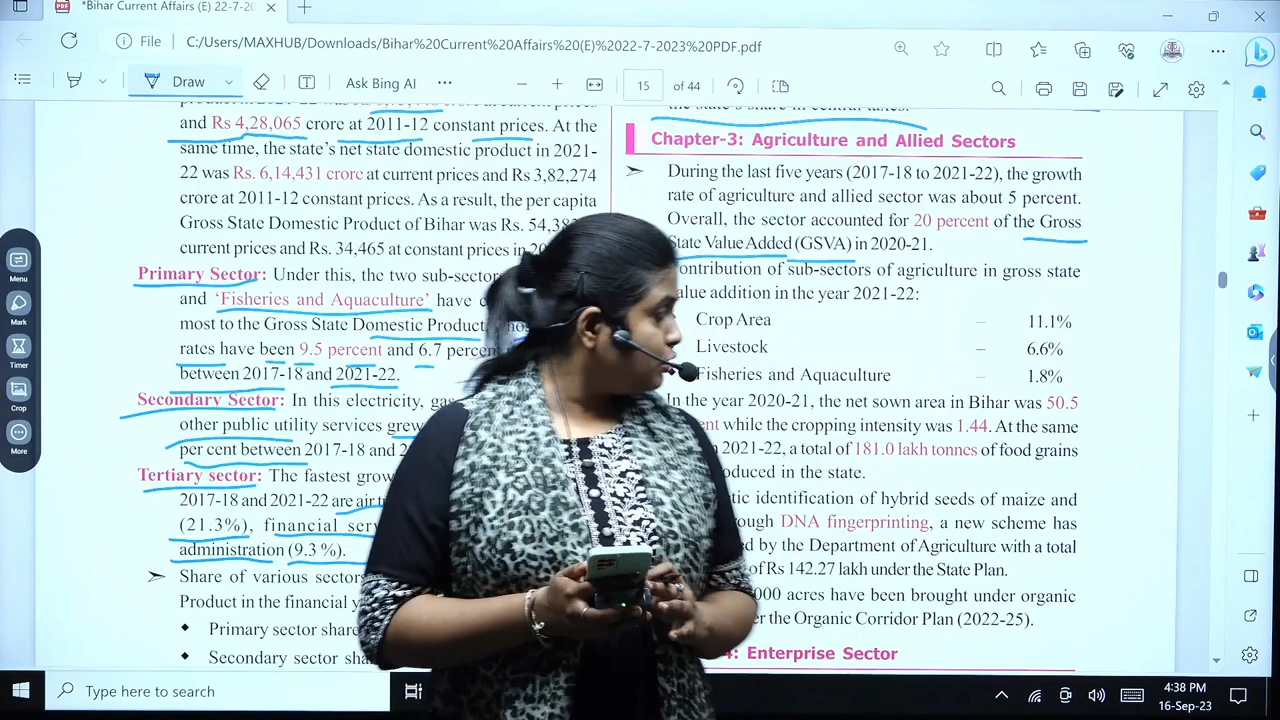 *Bihar Current Affairs (E) 22-7-20
File
C:/Users/MAXHUB/Downloads/Bihar%20Current%20Affairs%20(E)%2022-7-2023%20PDF.pdf
Draw
Ask Bing AI
15 of 44
and Rs 4,28,065 crore at 2011-12 constant prices. At the
same time, the state's net state domestic product in 2021-
22 was Rs. 6,14,431 crore at current prices and Rs 3,82,274
crore at 2011-12 constant prices. As a result, the per capita
Gross State Domestic Product of Bihar was Rs.
current prices and Rs. 34,465 at constant prices in
Primary Sector: Under this, the two sub-sectors
and 'Fisheries and Aquaculture' have
most to the Gross State Domestic Product,
rates have been 9.5 percent and 6.7 percent
between 2017-18 and 2021-22.
Secondary Sector: In this electricity,
other public utility services grew
per cent between 2017-18 and
Tertiary sector: The fastest
2017-18 and 2021-22 are air
(21.3%), financial
administration (9.3 %).
➢ Share of various sectors
Product in the financial
◆ Primary sector share
◆ Secondary sector
the state's share in central taxes.
Chapter-3: Agriculture and Allied Sectors
➢ During the last five years (2017-18 to 2021-22), the growth
rate of agriculture and allied sector was about 5 percent.
Overall, the sector accounted for 20 percent of the Gross
State Value Added (GSVA) in 2020-21.
Contribution of sub-sectors of agriculture in gross state
value addition in the year 2021-22:
Crop Area – 11.1%
Livestock – 6.6%
Fisheries and Aquaculture – 1.8%
In the year 2020-21, the net sown area in Bihar was 50.5
while the cropping intensity was 1.44. At the same
2021-22, a total of 181.0 lakh tonnes of food grains
in the state.
identification of hybrid seeds of maize and
DNA fingerprinting, a new scheme has
by the Department of Agriculture with a total
of Rs 142.27 lakh under the State Plan.
acres have been brought under organic
the Organic Corridor Plan (2022-25).
4: Enterprise Sector
Menu
Mark
Timer
Crop
More
Type here to search
4:38 PM
16-Sep-23